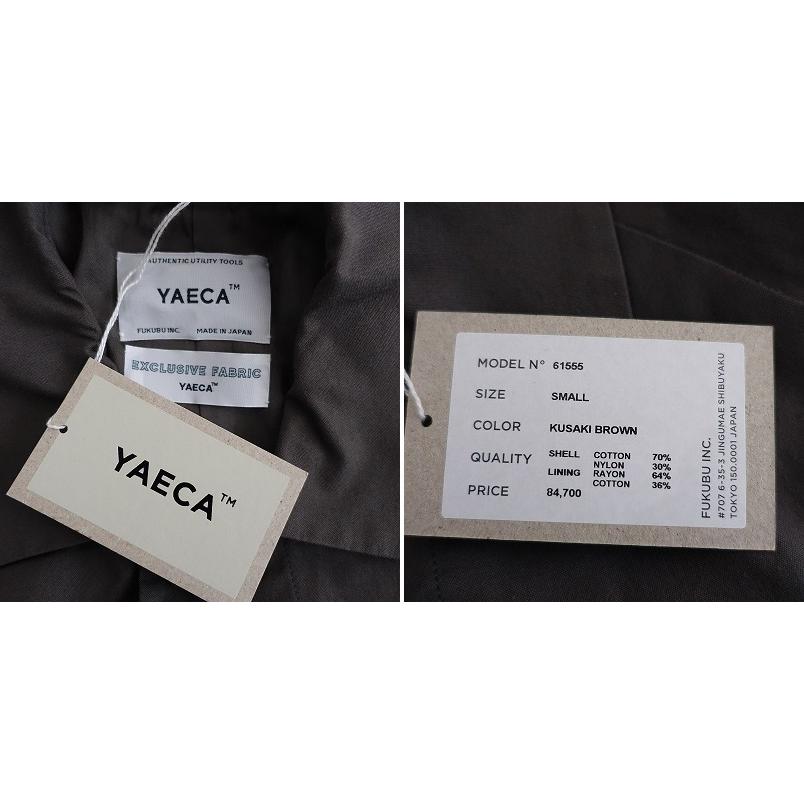 AUTHENTIC UTILITY TOOLS
YAECA™
FUKUBU INC. MADE IN JAPAN
EXCLUSIVE FABRIC
YAECA™
YAECA™
MODEL Nº 61555
SIZE SMALL
COLOR KUSAKI BROWN
QUALITY SHELL COTTON 70%
NYLON 30%
LINING RAYON 64%
COTTON 36%
PRICE 84,700
FUKUBU INC.
#707 6-35-3 JINGUMAE SHIBUYAKU
TOKYO 150.0001 JAPAN